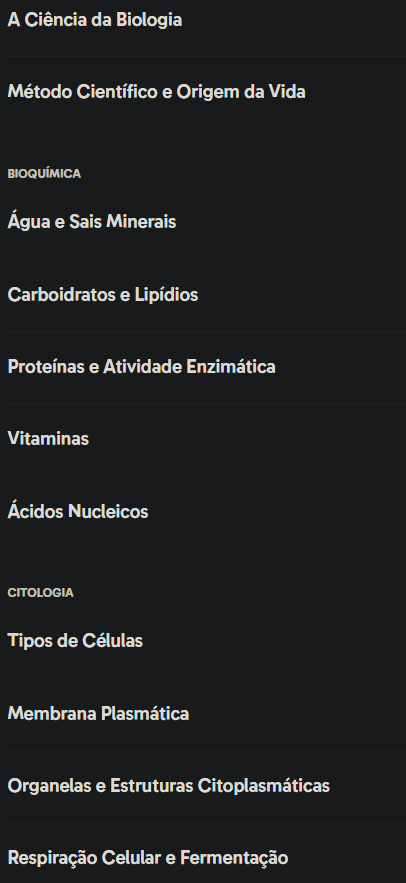 A Ciência da Biologia
Método Científico e Origem da Vida
BIOQUÍMICA
Água e Sais Minerais
Carboidratos e Lipídios
Proteínas e Atividade Enzimática
Vitaminas
Ácidos Nucleicos
CITOLOGIA
Tipos de Células
Membrana Plasmática
Organelas e Estruturas Citoplasmáticas
Respiração Celular e Fermentação